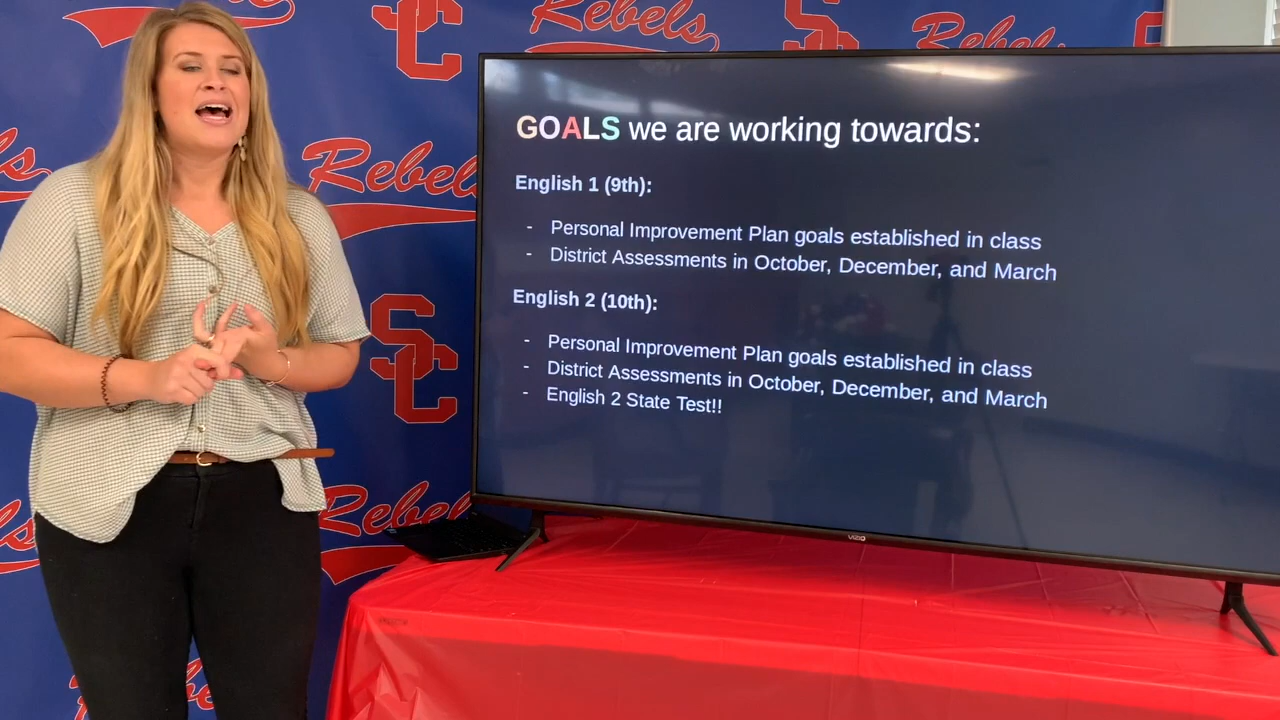 Rebels
SC
SC
Rebels
Rebels
SC
Rebels
GOALS we are working towards:
English 1 (9th):
- Personal Improvement Plan goals established in class
- District Assessments in October, December, and March
English 2 (10th):
- Personal Improvement Plan goals established in class
- District Assessments in October, December, and March
- English 2 State Test!!
VIZIO